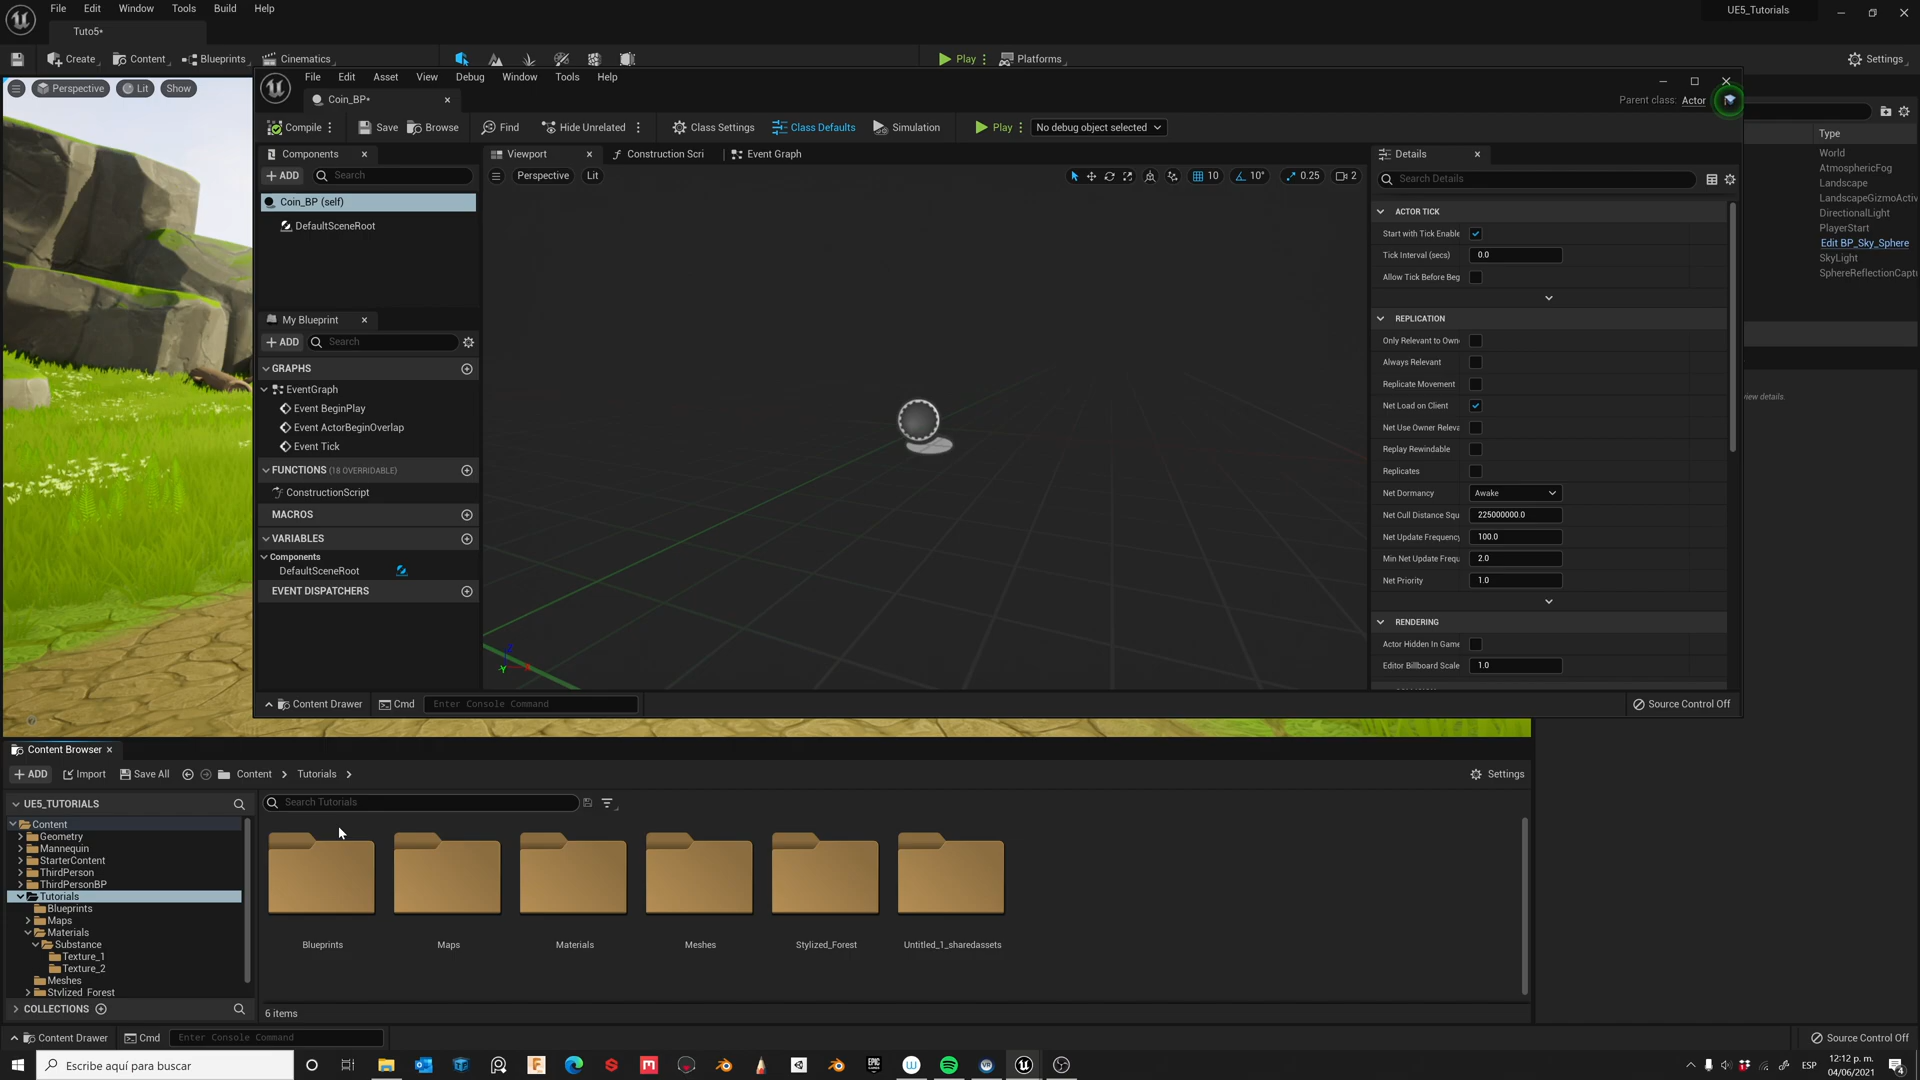 File Edit Window Tools Build Help
UE5_Tutorials
Tuto5*
Create Content Blueprints Cinematics Play Platforms Settings
Perspective Lit Show
File Edit Asset View Debug Window Tools Help
Coin_BP*
Parent class: Actor
Compile Save Browse Find Hide Unrelated Class Settings Class Defaults Simulation Play No debug object selected
Components
ADD Search
Coin_BP (self)
DefaultSceneRoot
My Blueprint
ADD Search
GRAPHS
EventGraph
Event BeginPlay
Event ActorBeginOverlap
Event Tick
FUNCTIONS (18 OVERRIDABLE)
ConstructionScript
MACROS
VARIABLES
Components
DefaultSceneRoot
EVENT DISPATCHERS
Viewport Construction Scri Event Graph
Perspective Lit
10 10° 0.25 2
Details
Search Details
ACTOR TICK
Start with Tick Enable
Tick Interval (secs) 0.0
Allow Tick Before Beg
REPLICATION
Only Relevant to Own
Always Relevant
Replicate Movement
Net Load on Client
Net Use Owner Releva
Replay Rewindable
Replicates
Net Dormancy Awake
Net Cull Distance Squ 225000000.0
Net Update Frequency 100.0
Min Net Update Frequ 2.0
Net Priority 1.0
RENDERING
Actor Hidden In Game
Editor Billboard Scale 1.0
Type
World
AtmosphericFog
Landscape
LandscapeGizmoActiv
DirectionalLight
PlayerStart
Edit BP_Sky_Sphere
SkyLight
SphereReflectionCaptu
view details.
Content Drawer Cmd Enter Console Command Source Control Off
Content Browser
ADD Import Save All Content Tutorials Settings
UE5_TUTORIALS
Content
Geometry
Mannequin
StarterContent
ThirdPerson
ThirdPersonBP
Tutorials
Blueprints
Maps
Materials
Substance
Texture_1
Texture_2
Meshes
Stylized_Forest
COLLECTIONS
Search Tutorials
Blueprints Maps Materials Meshes Stylized_Forest Untitled_1_sharedassets
6 items
Content Drawer Cmd Enter Console Command Source Control Off
Escribe aquí para buscar
ESP
12:12 p. m.
04/06/2021